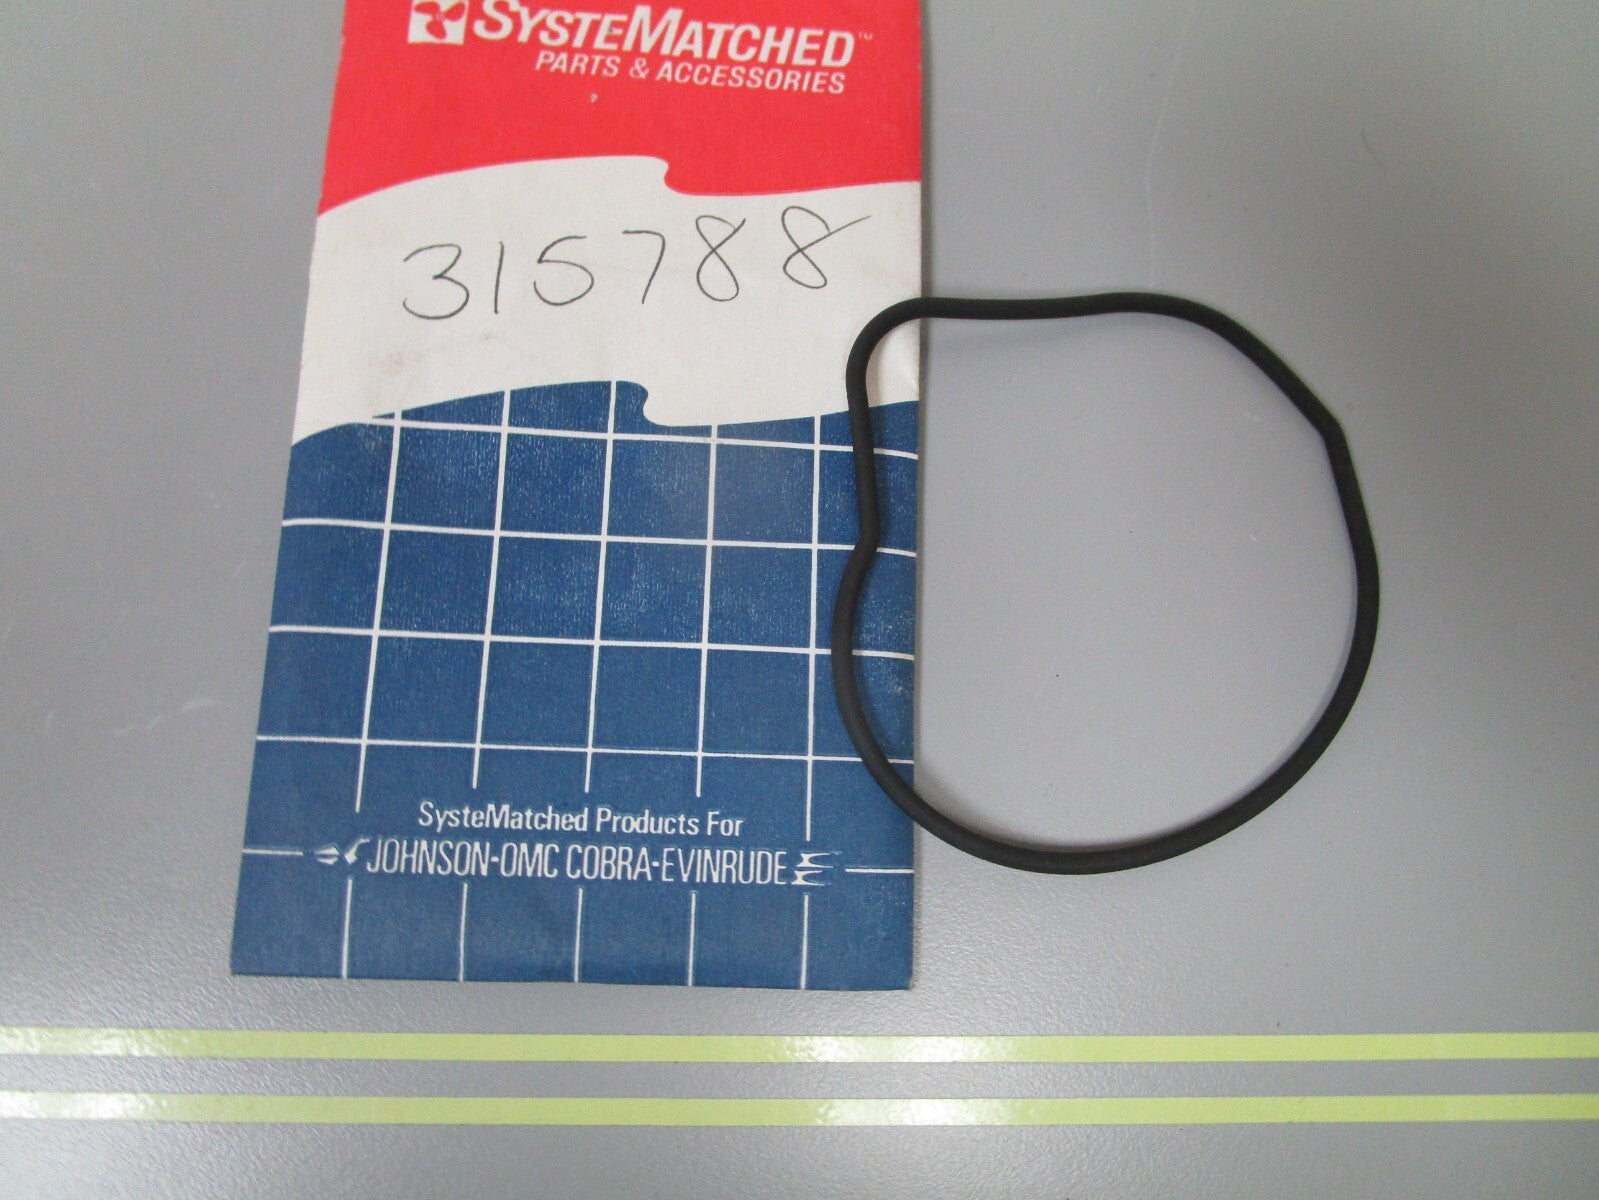 SYSTEMATCHED™
PARTS & ACCESSORIES
315788
SysteMatched Products For
JOHNSON-OMC COBRA-EVINRUDE